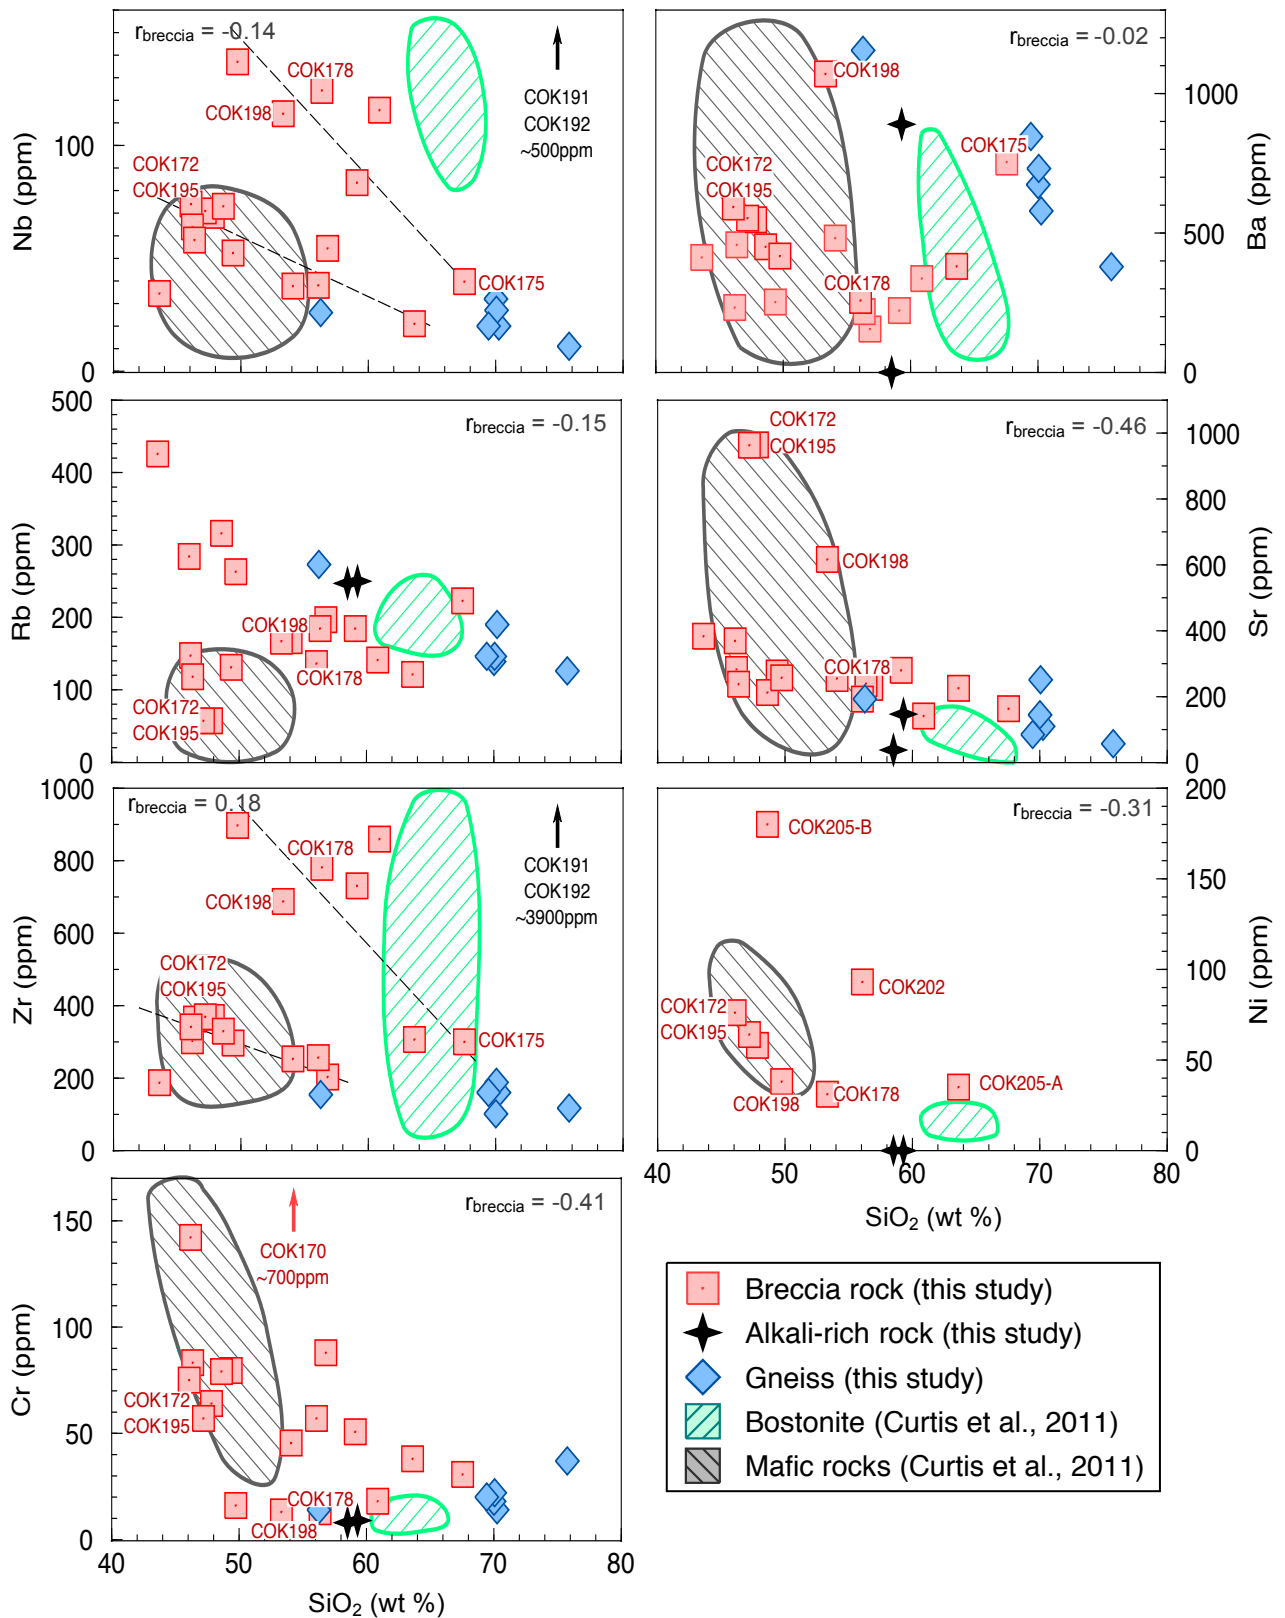 r breccia = -0.14
COK178
COK198
COK172
COK195
COK175
COK191
COK192
~500ppm
Nb (ppm)
100
0
r breccia = -0.02
COK198
COK175
COK172
COK195
COK178
1000
500
0
Ba (ppm)
r breccia = -0.15
COK198
COK178
COK172
COK195
Rb (ppm)
500
400
300
200
100
0
r breccia = -0.46
COK172
COK195
COK198
COK178
1000
800
600
400
200
0
Sr (ppm)
r breccia = 0.18
COK178
COK198
COK172
COK195
COK175
COK191
COK192
~3900ppm
Zr (ppm)
1000
800
600
400
200
0
r breccia = -0.31
COK205-B
COK202
COK172
COK195
COK198
COK178
COK205-A
200
150
100
50
0
Ni (ppm)
40 50 60 70 80
SiO2 (wt %)
r breccia = -0.41
COK170
~700ppm
COK172
COK195
COK178
COK198
Cr (ppm)
150
100
50
0
40 50 60 70 80
SiO2 (wt %)
Breccia rock (this study)
Alkali-rich rock (this study)
Gneiss (this study)
Bostonite (Curtis et al., 2011)
Mafic rocks (Curtis et al., 2011)